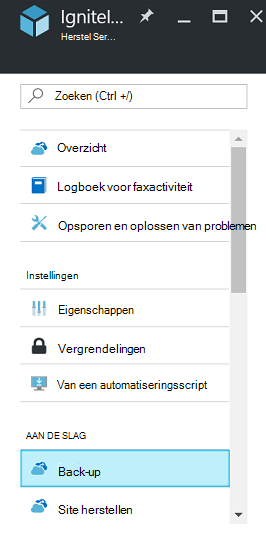 Ignitel...
Herstel Ser...
Zoeken (Ctrl +/)
Overzicht
Logboek voor faxactiviteit
Opsporen en oplossen van problemen
Instellingen
Eigenschappen
Vergrendelingen
Van een automatiseringsscript
AAN DE SLAG
Back-up
Site herstellen